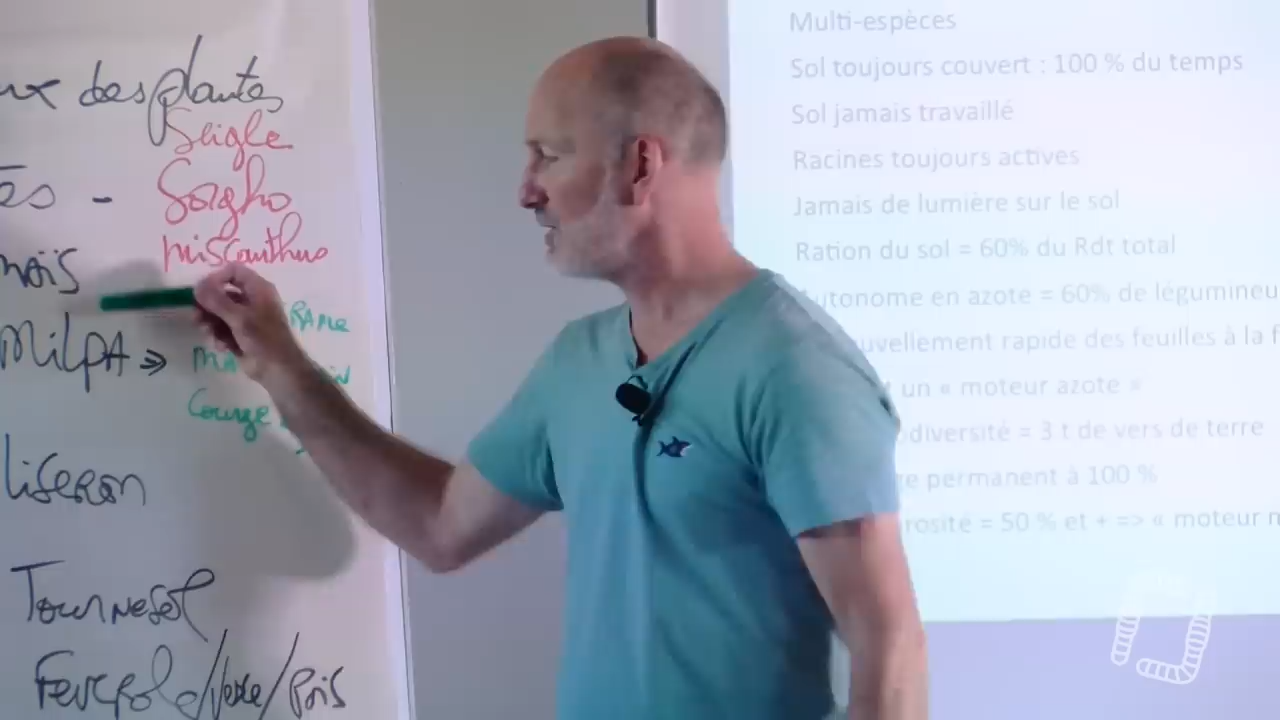 des plantes
Seigle
Sorgho
miscanthus
maïs
MilpA =>
Courge
liseron
Tournesol
Feverole/Vesce/Pois
Multi-espèces
Sol toujours couvert : 100 % du temps
Sol jamais travaillé
Racines toujours actives
Jamais de lumière sur le sol
Ration du sol = 60% du Rdt total
utonome en azote = 60% de légumineu
uvellement rapide des feuilles à la f
un « moteur azote »
diversité = 3 t de vers de terre
e permanent à 100 %
rosité = 50 % et + => « moteur